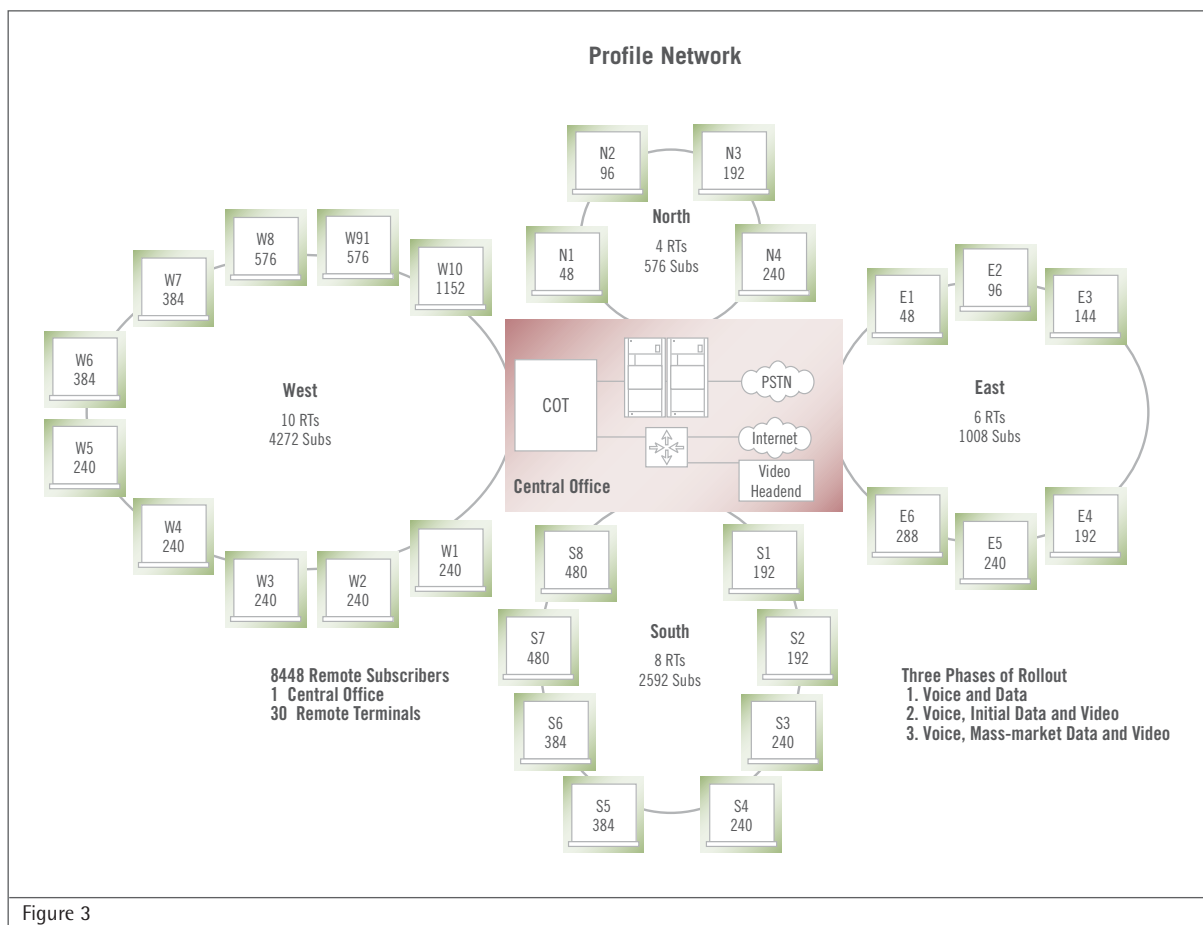 Profile Network
N2
96
N3
192
North
4 RTs
576 Subs
N1
48
N4
240
W8
576
W91
576
W7
384
W10
1152
W6
384
West
10 RTs
4272 Subs
W5
240
W4
240
W3
240
W2
240
W1
240
COT
PSTN
Internet
Video
Headend
Central Office
E1
48
E2
96
E3
144
East
6 RTs
1008 Subs
E6
288
E5
240
E4
192
S8
480
S1
192
South
8 RTs
2592 Subs
S7
480
S2
192
S6
384
S3
240
S5
384
S4
240
8448 Remote Subscribers
1 Central Office
30 Remote Terminals
Three Phases of Rollout
1. Voice and Data
2. Voice, Initial Data and Video
3. Voice, Mass-market Data and Video
Figure 3